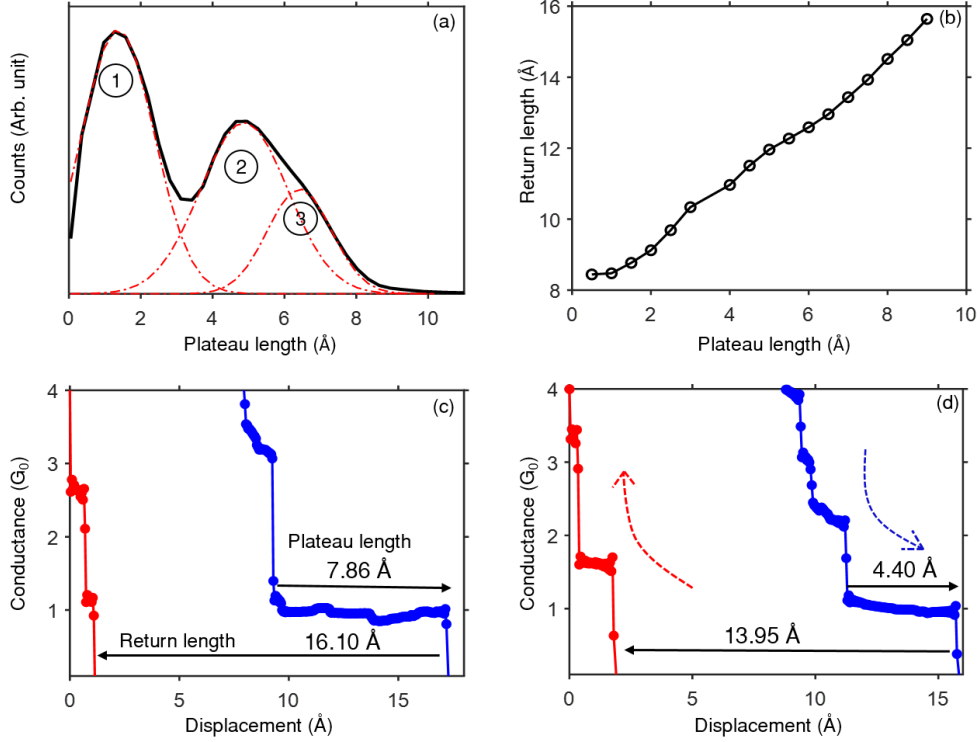 (a)
Counts (Arb. unit)
1
2
3
0 2 4 6 8 10
Plateau length (Å)
(b)
Return length (Å)
16
14
12
10
8
0 2 4 6 8 10
Plateau length (Å)
(c)
Conductance (G₀)
4
3
2
1
Plateau length
7.86 Å
Return length
16.10 Å
0 5 10 15
Displacement (Å)
(d)
Conductance (G₀)
4
3
2
1
4.40 Å
13.95 Å
0 5 10 15
Displacement (Å)